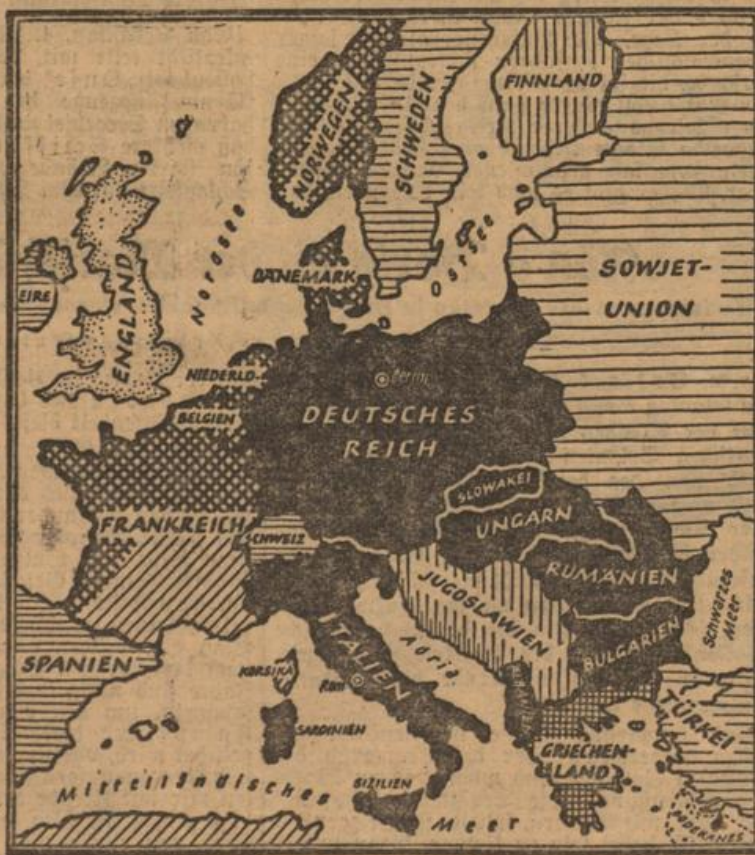 FINNLAND
NORWEGEN
SCHWEDEN
Nordsee
DÄNEMARK
Ostsee
SOWJET-
UNION
EIRE
ENGLAND
NIEDERLD-
BELGIEN
Berlin
DEUTSCHES
REICH
SLOWAKEI
UNGARN
FRANKREICH
SCHWEIZ
RUMÄNIEN
JUGOSLAWIEN
Schwarzes
Meer
BULGARIEN
ITALIEN
Adria
SPANIEN
KORSIKA
Rom
SARDINIEN
TÜRKEI
GRIECHEN-
LAND
Mittelländisches
Meer
SIZILIEN